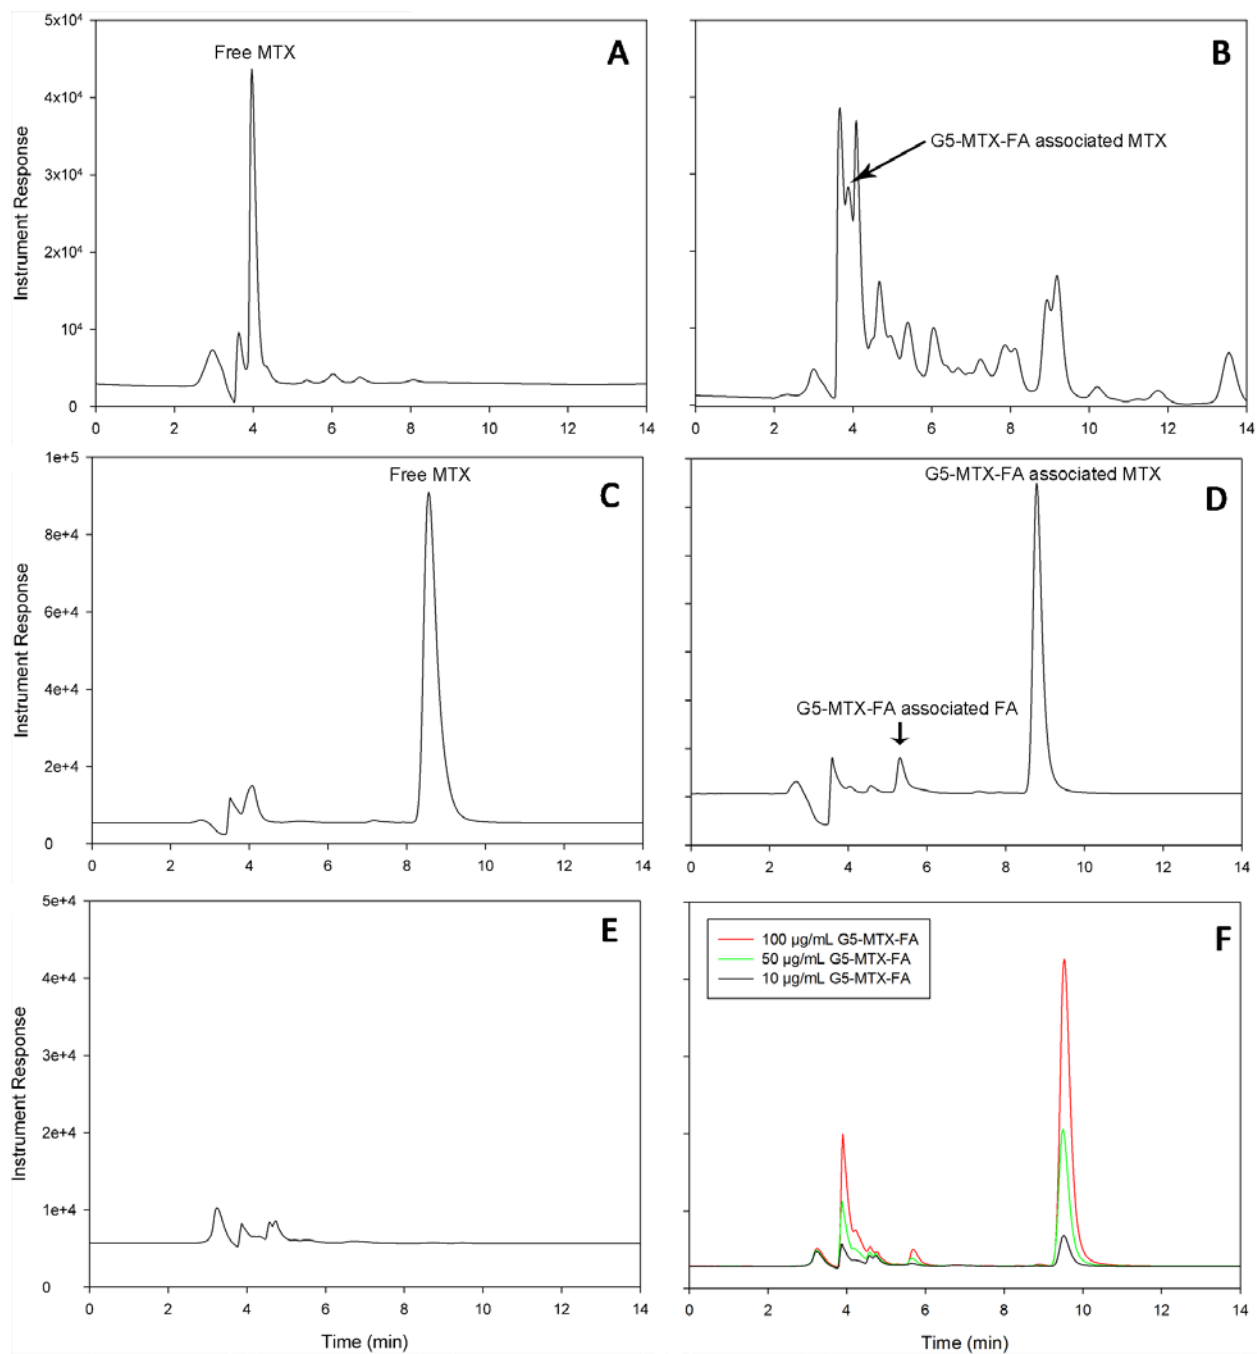 5x10⁴
4x10⁴
3x10⁴
2x10⁴
10⁴
0
Instrument Response
Free MTX
A
0 2 4 6 8 10 12 14
B
G5-MTX-FA associated MTX
0 2 4 6 8 10 12 14
1e+5
8e+4
6e+4
4e+4
2e+4
0
Instrument Response
Free MTX
C
0 2 4 6 8 10 12 14
G5-MTX-FA associated MTX
D
G5-MTX-FA associated FA
0 2 4 6 8 10 12 14
5e+4
4e+4
3e+4
2e+4
1e+4
0
Instrument Response
E
0 2 4 6 8 10 12 14
Time (min)
100 µg/mL G5-MTX-FA
50 µg/mL G5-MTX-FA
10 µg/mL G5-MTX-FA
F
0 2 4 6 8 10 12 14
Time (min)